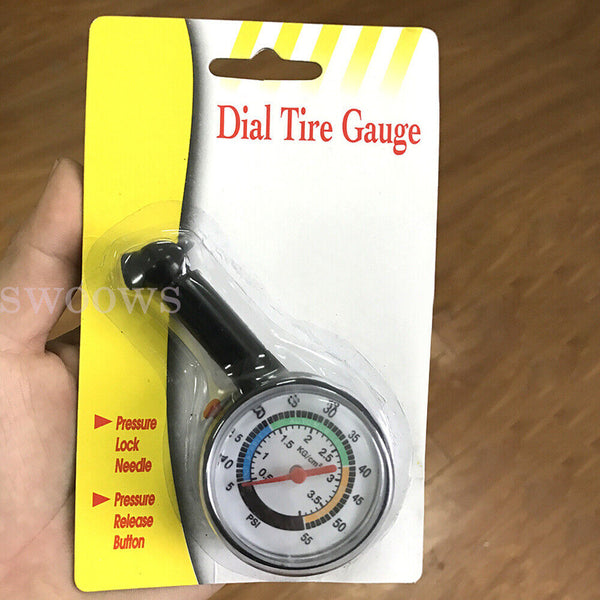 Dial Tire Gauge
swoows
Pressure
Lock
Needle
Pressure
Release
Button
5
10
15
20
25
30
35
40
45
50
55
PSI
0.5
1
1.5
2
2.5
3
3.5
KG/cm²